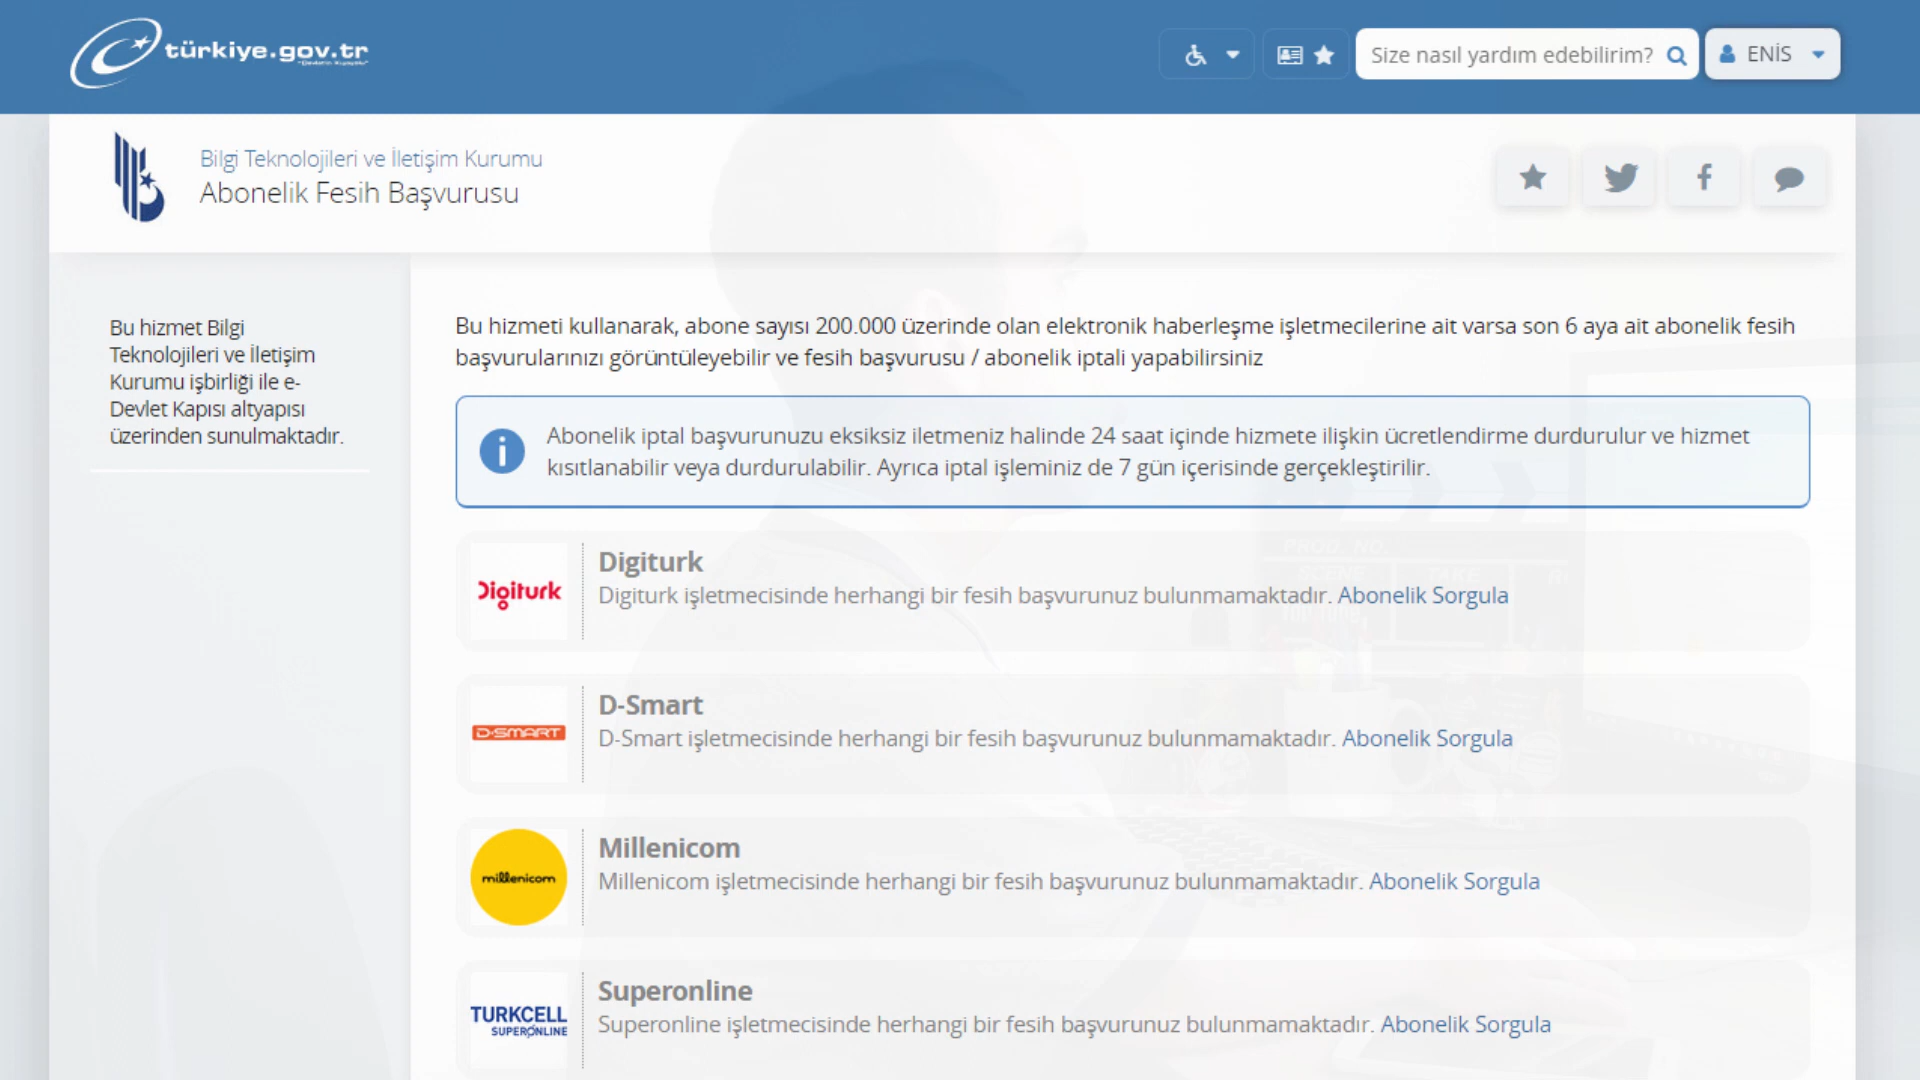 türkiye.gov.tr
Size nasıl yardım edebilirim?
ENİS
Bilgi Teknolojileri ve İletişim Kurumu
Abonelik Fesih Başvurusu
Bu hizmet Bilgi
Teknolojileri ve İletişim
Kurumu işbirliği ile e-
Devlet Kapısı altyapısı
üzerinden sunulmaktadır.
Bu hizmeti kullanarak, abone sayısı 200.000 üzerinde olan elektronik haberleşme işletmecilerine ait varsa son 6 aya ait abonelik fesih
başvurularınızı görüntüleyebilir ve fesih başvurusu / abonelik iptali yapabilirsiniz
Abonelik iptal başvurunuzu eksiksiz iletmeniz halinde 24 saat içinde hizmete ilişkin ücretlendirme durdurulur ve hizmet
kısıtlanabilir veya durdurulabilir. Ayrıca iptal işleminiz de 7 gün içerisinde gerçekleştirilir.
Digiturk
Digiturk
Digiturk işletmecisinde herhangi bir fesih başvurunuz bulunmamaktadır. Abonelik Sorgula
D-SMART
D-Smart
D-Smart işletmecisinde herhangi bir fesih başvurunuz bulunmamaktadır. Abonelik Sorgula
millenicom
Millenicom
Millenicom işletmecisinde herhangi bir fesih başvurunuz bulunmamaktadır. Abonelik Sorgula
TURKCELL
SUPERONLINE
Superonline
Superonline işletmecisinde herhangi bir fesih başvurunuz bulunmamaktadır. Abonelik Sorgula
PROD. NO.
SCENE TAKE